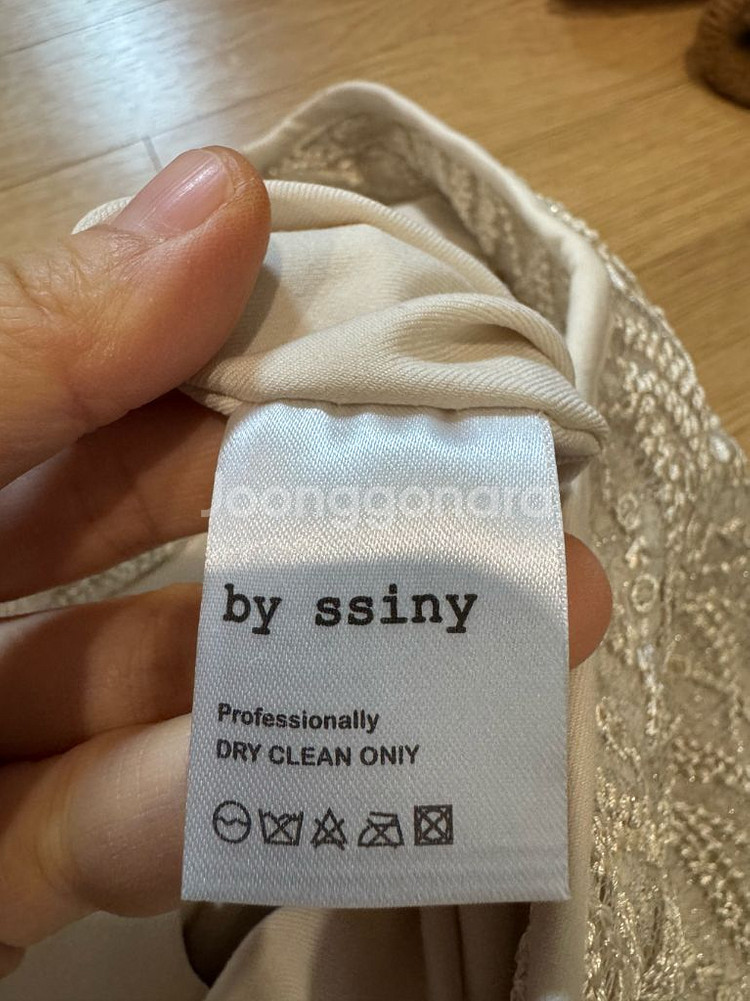 Joonggonara
by ssiny
Professionally
DRY CLEAN ONIY